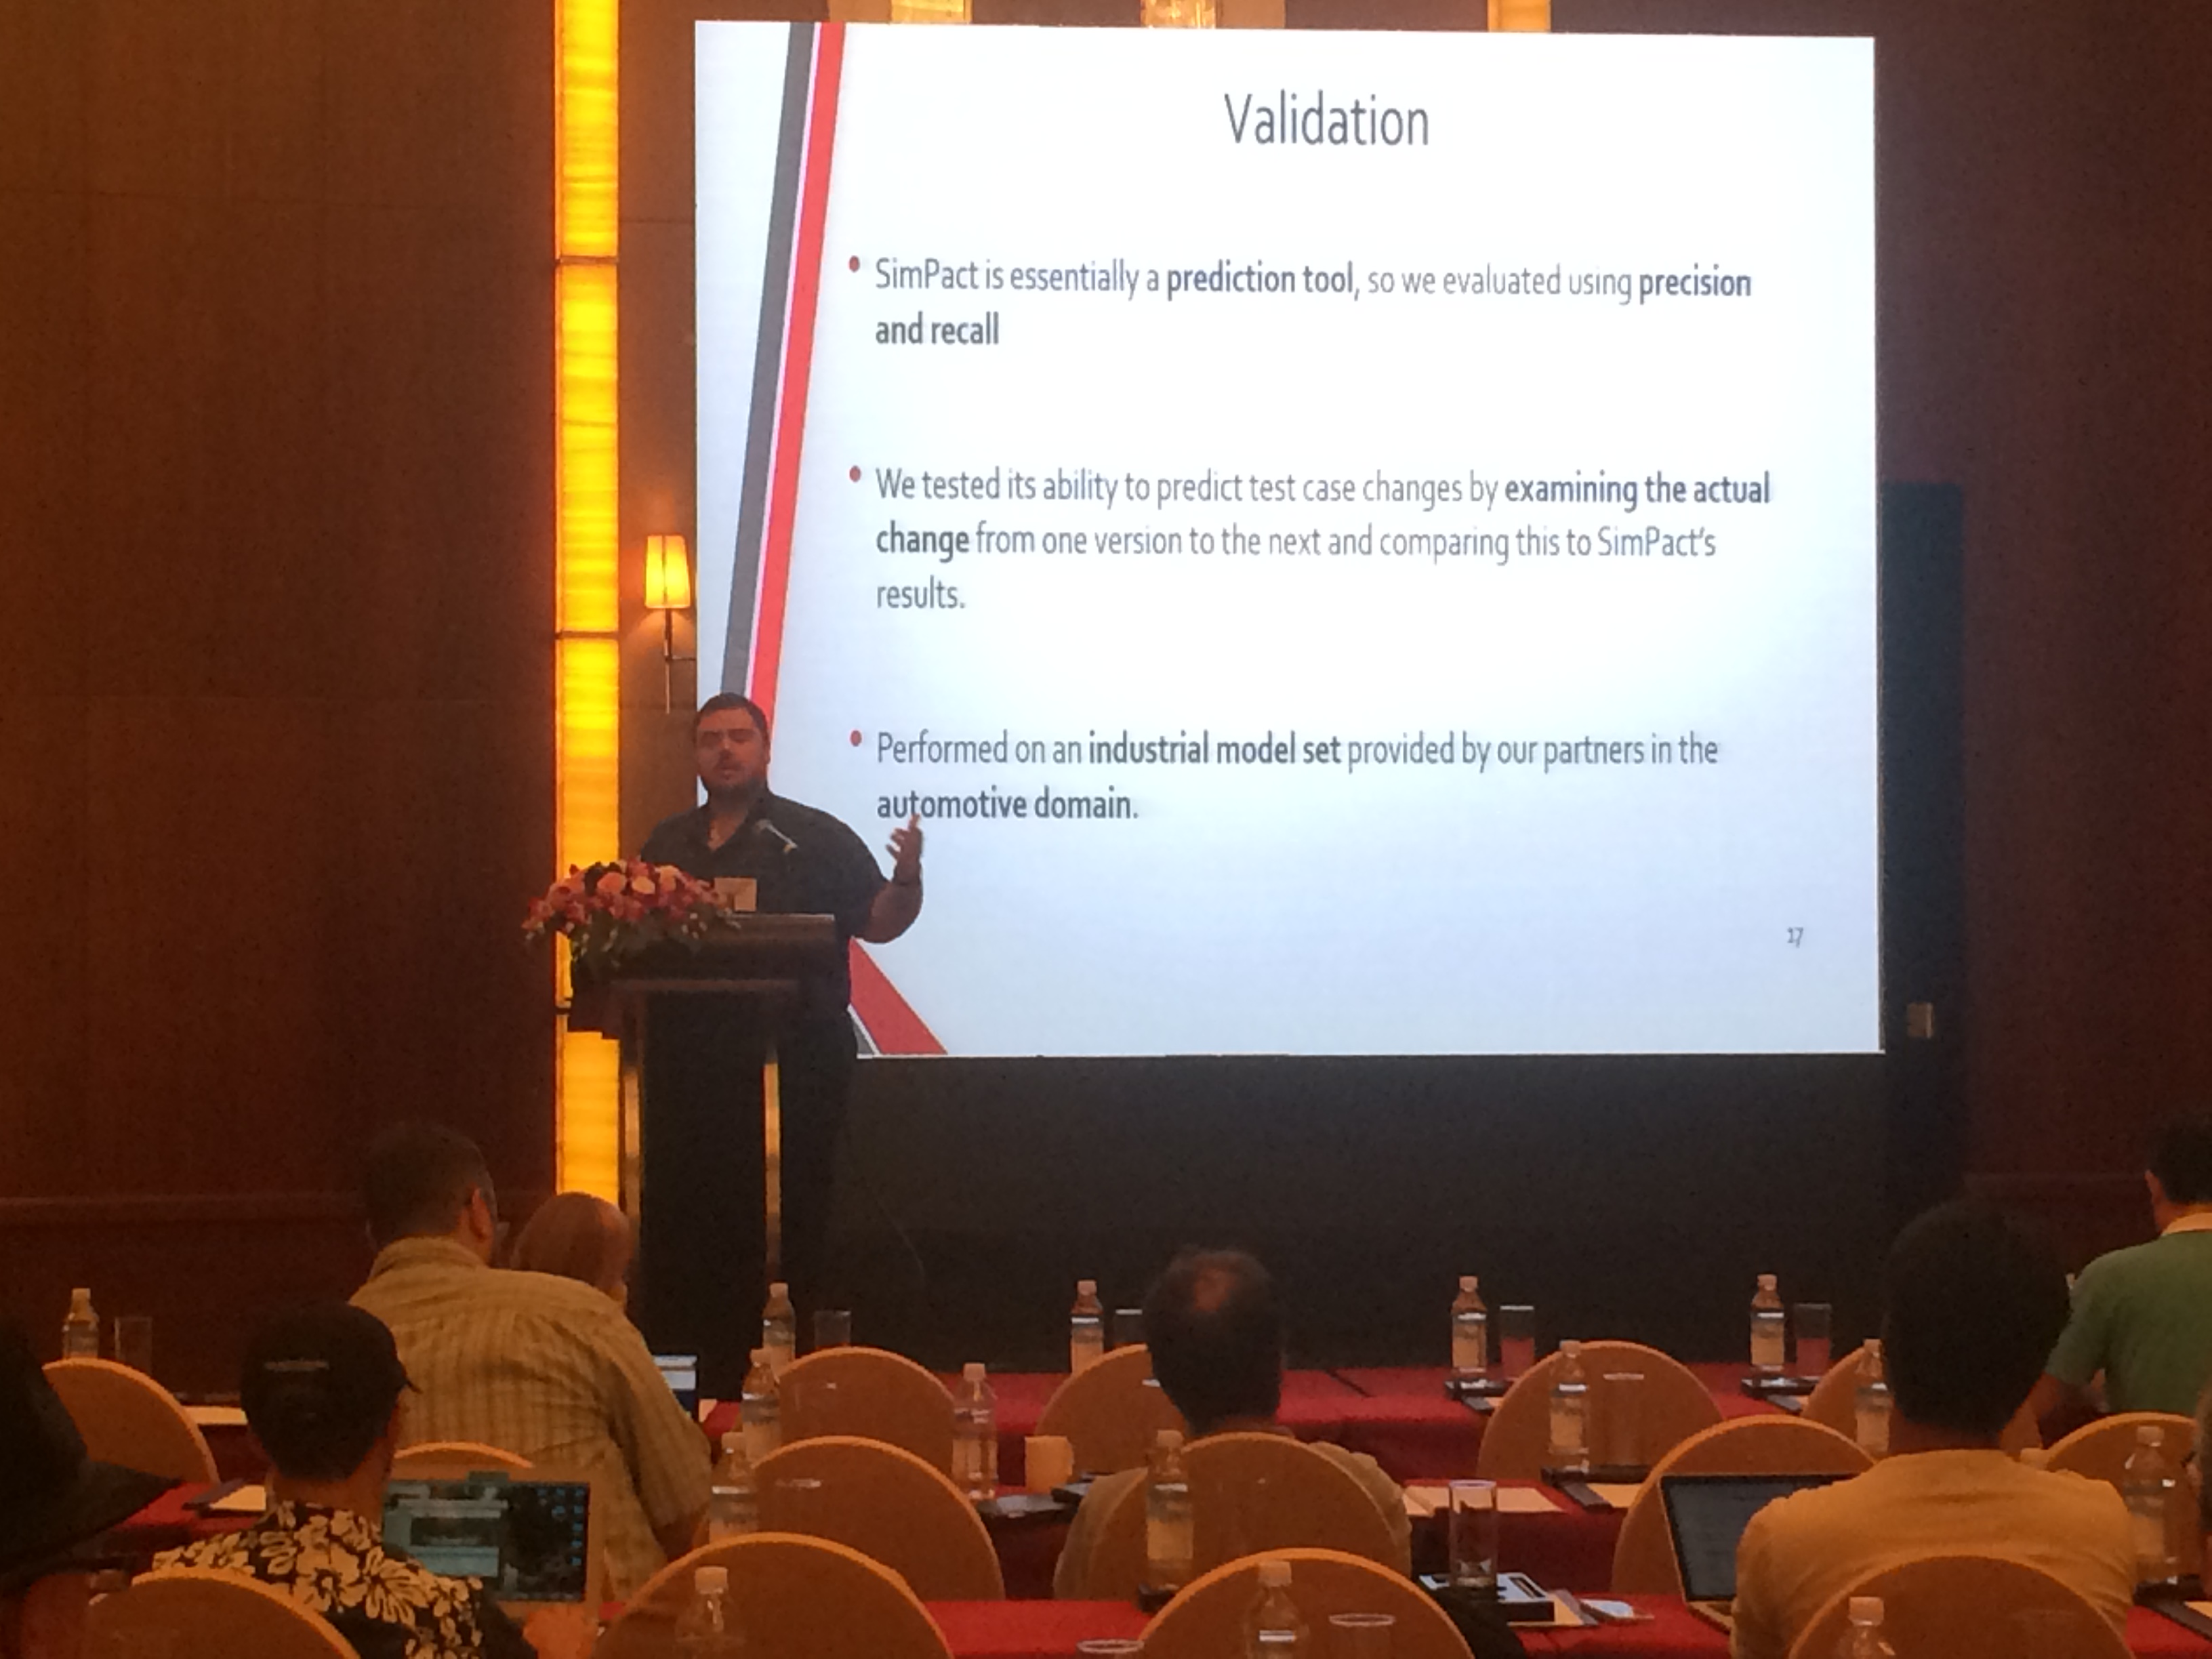 Validation
• SimPact is essentially a prediction tool, so we evaluated using precision
and recall
• We tested its ability to predict test case changes by examining the actual
change from one version to the next and comparing this to SimPact's
results.
• Performed on an industrial model set provided by our partners in the
automotive domain.
17